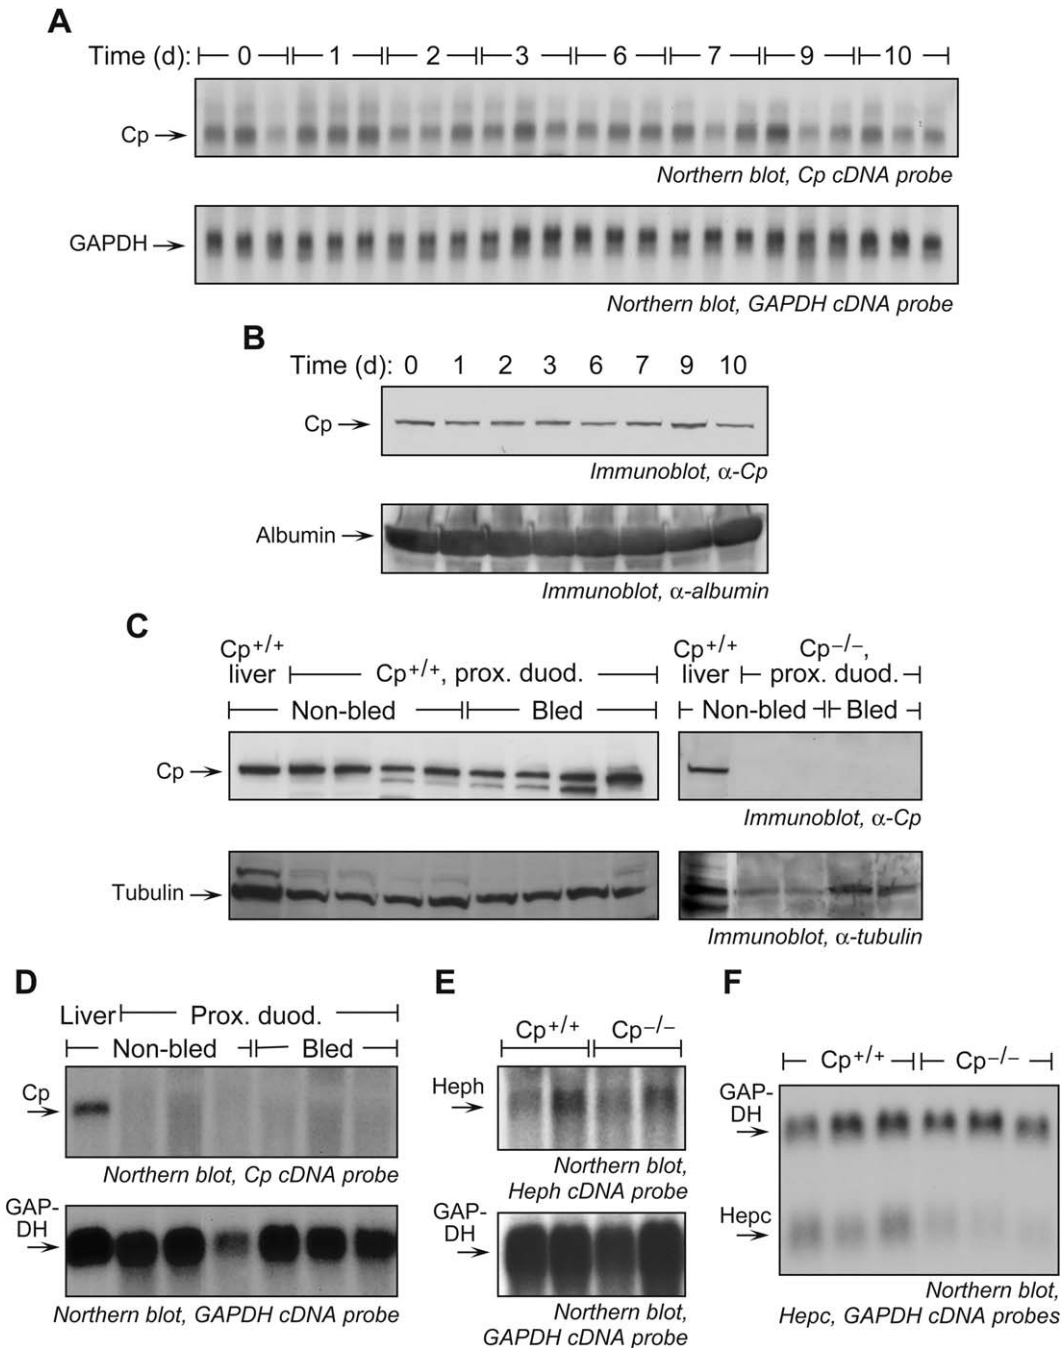 A
Time (d): 0 1 2 3 6 7 9 10
Cp
Northern blot, Cp cDNA probe
GAPDH
Northern blot, GAPDH cDNA probe
B
Time (d): 0 1 2 3 6 7 9 10
Cp
Immunoblot, α-Cp
Albumin
Immunoblot, α-albumin
C
Cp+/+
liver
Cp+/+, prox. duod.
Non-bled Bled
Cp+/+
liver
Cp−/−,
prox. duod.
Non-bled Bled
Cp
Immunoblot, α-Cp
Tubulin
Immunoblot, α-tubulin
D
Liver Prox. duod.
Non-bled Bled
Cp
Northern blot, Cp cDNA probe
GAP-
DH
Northern blot, GAPDH cDNA probe
E
Cp+/+ Cp−/−
Heph
Northern blot,
Heph cDNA probe
GAP-
DH
Northern blot,
GAPDH cDNA probe
F
Cp+/+ Cp−/−
GAP-
DH
Hepc
Northern blot,
Hepc, GAPDH cDNA probes